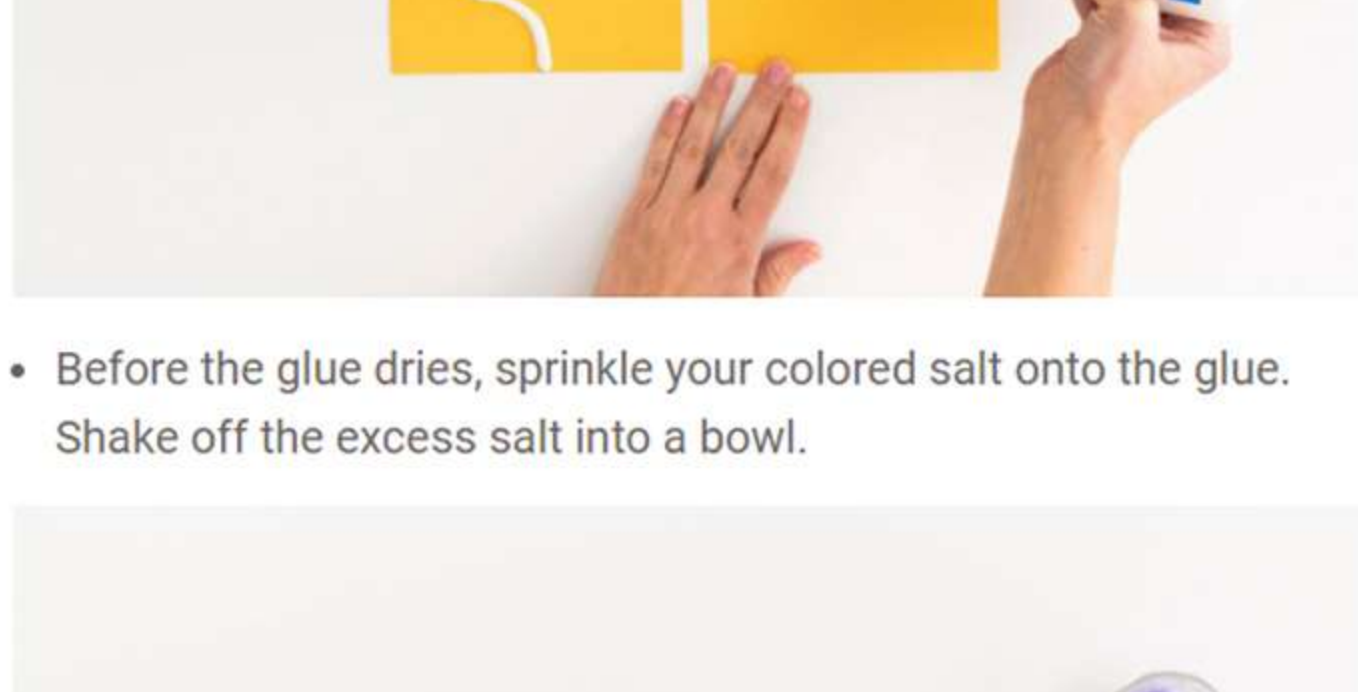 • Before the glue dries, sprinkle your colored salt onto the glue.
Shake off the excess salt into a bowl.